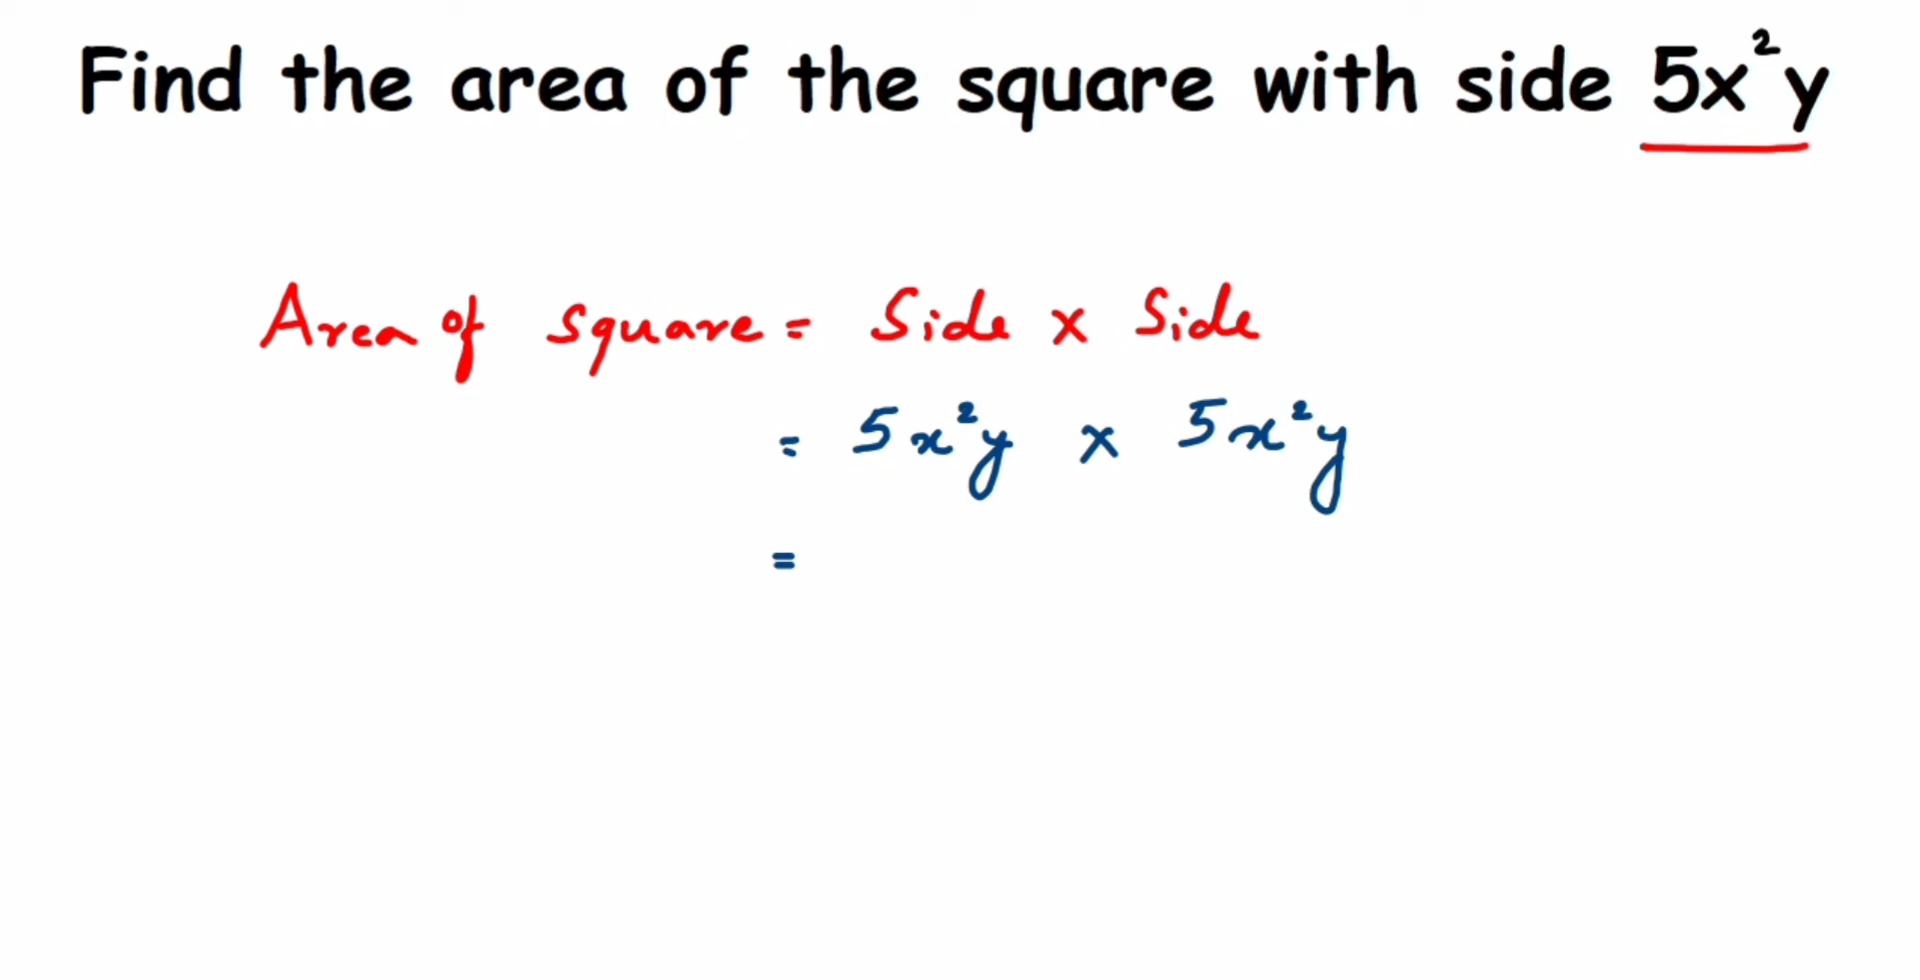 Find the area of the square with side 5x²y
Area of square = Side x Side
= 5x²y x 5x²y
=